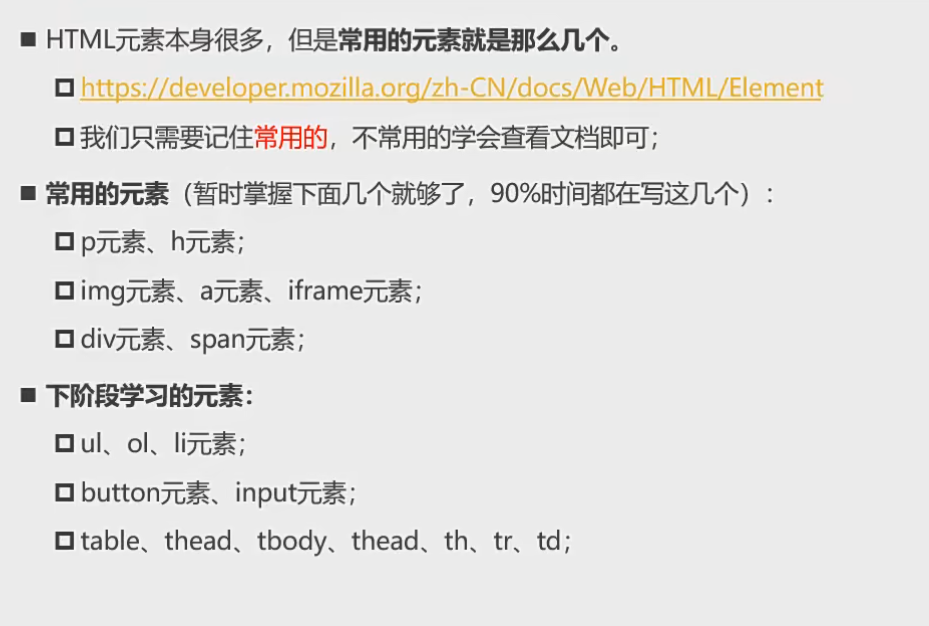 HTML元素本身很多，但是常用的元素就是那么几个。
https://developer.mozilla.org/zh-CN/docs/Web/HTML/Element
我们只需要记住常用的，不常用的学会查看文档即可；
常用的元素（暂时掌握下面几个就够了，90%时间都在写这几个）：
p元素、h元素；
img元素、a元素、iframe元素；
div元素、span元素；
下阶段学习的元素：
ul、ol、li元素；
button元素、input元素；
table、thead、tbody、thead、th、tr、td；